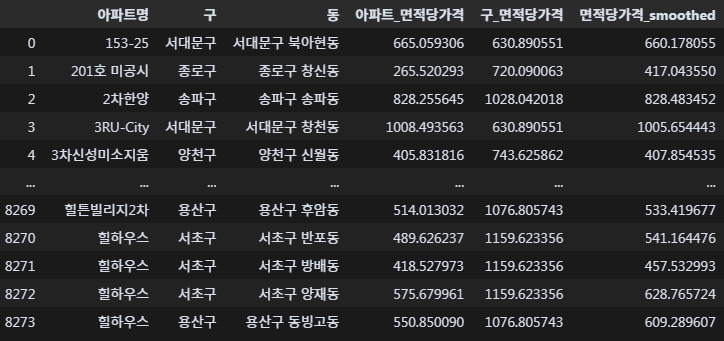 아파트명 구 동 아파트_면적당가격 구_면적당가격 면적당가격_smoothed
0 153-25 서대문구 서대문구 북아현동 665.059306 630.890551 660.178055
1 201호 미공시 종로구 종로구 창신동 265.520293 720.090063 417.043550
2 2차한양 송파구 송파구 송파동 828.255645 1028.042018 828.483452
3 3RU-City 서대문구 서대문구 창천동 1008.493563 630.890551 1005.654443
4 3차신성미소지움 양천구 양천구 신월동 405.831816 743.625862 407.854535
... ... ... ... ... ... ...
8269 힐튼빌리지2차 용산구 용산구 후암동 514.013032 1076.805743 533.419677
8270 힐하우스 서초구 서초구 반포동 489.626237 1159.623356 541.164476
8271 힐하우스 서초구 서초구 방배동 418.527973 1159.623356 457.532993
8272 힐하우스 서초구 서초구 양재동 575.679961 1159.623356 628.765724
8273 힐하우스 용산구 용산구 동빙고동 550.850090 1076.805743 609.289607